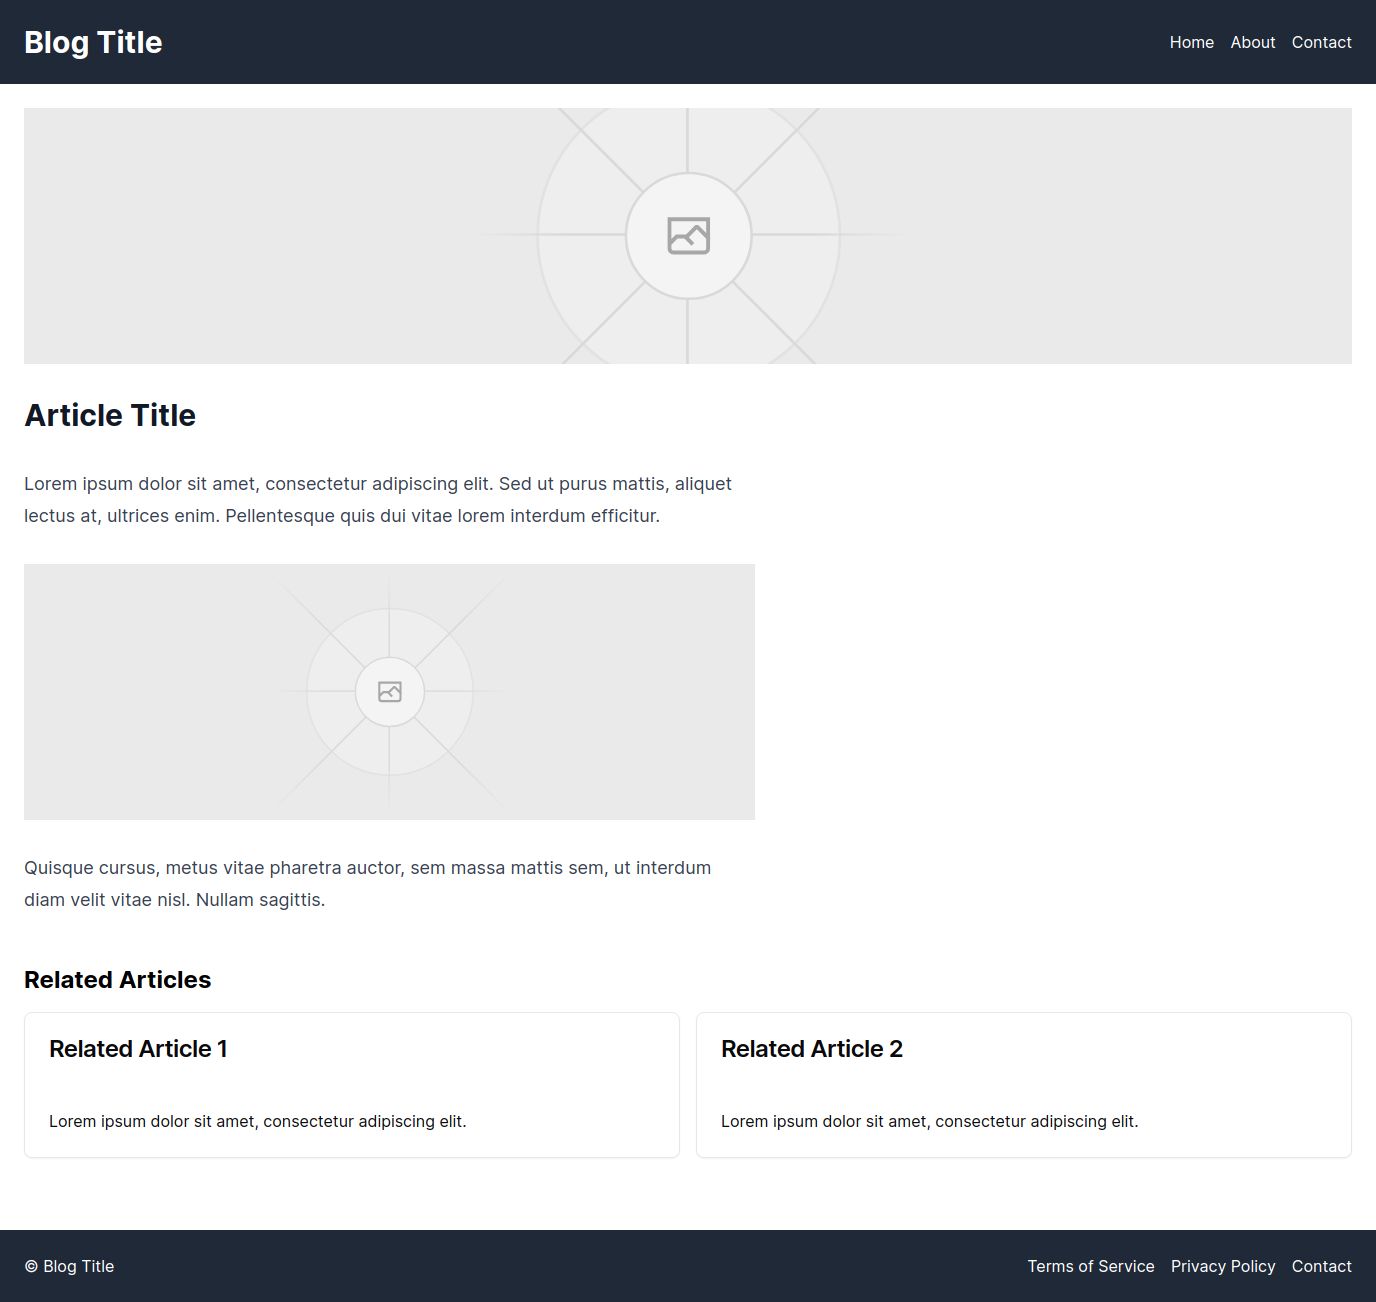 Blog Title
Home About Contact
Article Title
Lorem ipsum dolor sit amet, consectetur adipiscing elit. Sed ut purus mattis, aliquet
lectus at, ultrices enim. Pellentesque quis dui vitae lorem interdum efficitur.
Quisque cursus, metus vitae pharetra auctor, sem massa mattis sem, ut interdum
diam velit vitae nisl. Nullam sagittis.
Related Articles
Related Article 1
Lorem ipsum dolor sit amet, consectetur adipiscing elit.
Related Article 2
Lorem ipsum dolor sit amet, consectetur adipiscing elit.
© Blog Title
Terms of Service Privacy Policy Contact